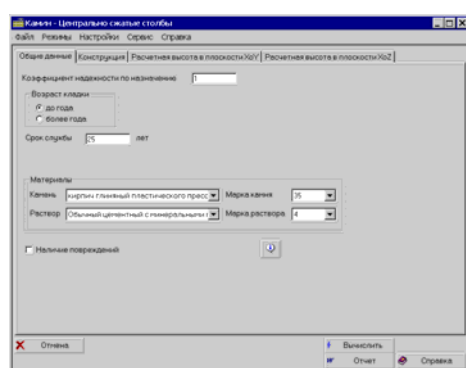 Камин - Центрально сжатые столбы
Файл Режимы Настройки Сервис Справка
Общие данные Конструкция Расчетная высота в плоскости XoY Расчетная высота в плоскости XoZ
Коэффициент надежности по назначению 1
Возраст кладки
до года
более года
Срок службы 25 лет
Материалы
Камень кирпич глиняный пластического пресс Марка камня 35
Раствор Обычный цементный с минеральными Марка раствора 4
Наличие повреждений
Отмена Вычислить
Отчет Справка